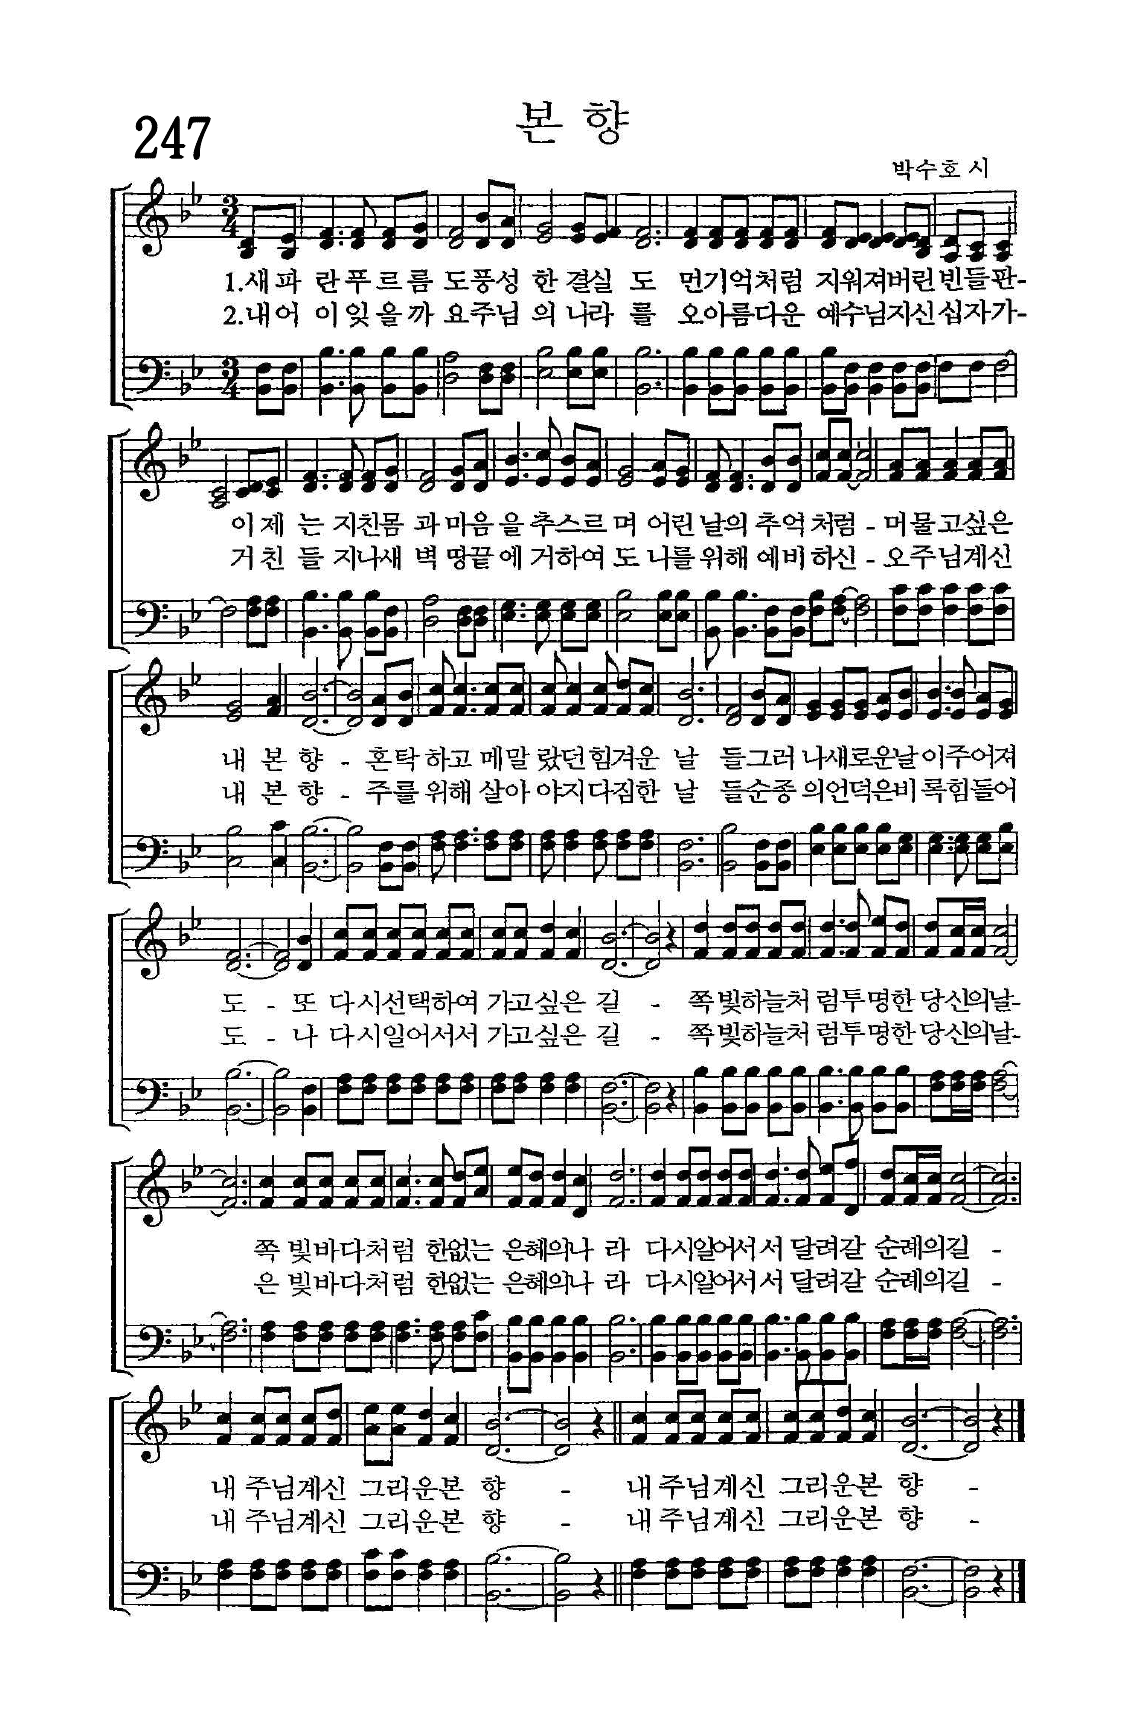 247
본 향
박수호 시
3 4
1.새파 란푸르름 도풍성 한결실 도 먼기억처럼 지워져버린 빈들판-
2.내어 이잊을까 요주님 의나라 를 오아름다운 예수님지신 십자가-
3 4
이제 는 지친몸 과마음 을추스르 며 어린 날의 추억 처럼 - 머물고싶은
거친 들 지나새 벽 땅끝 에 거하여 도 나를 위해 예비 하신 - 오주님계신
내 본 향 - 혼탁 하고 메말 랐던힘겨운 날 들그러 나새로운날 이주어져
내 본 향 - 주를 위해 살아 야지다짐한 날 들순종 의언덕은비 록힘들어
도 - 또 다시선택하여 가고싶은 길 - 쪽빛하늘처 럼투명한 당신의날-
도 - 나 다시일어서서 가고싶은 길 - 쪽빛하늘처 럼투명한 당신의날-
쪽 빛바다처럼 한없는 은혜의나 라 다시일어서서 달려갈 순례의길 -
은 빛바다처럼 한없는 은혜의나 라 다시일어서서 달려갈 순례의길 -
내 주님계신 그리운본 향 - 내 주님계신 그리운본 향 -
내 주님계신 그리운본 향 - 내 주님계신 그리운본 향 -